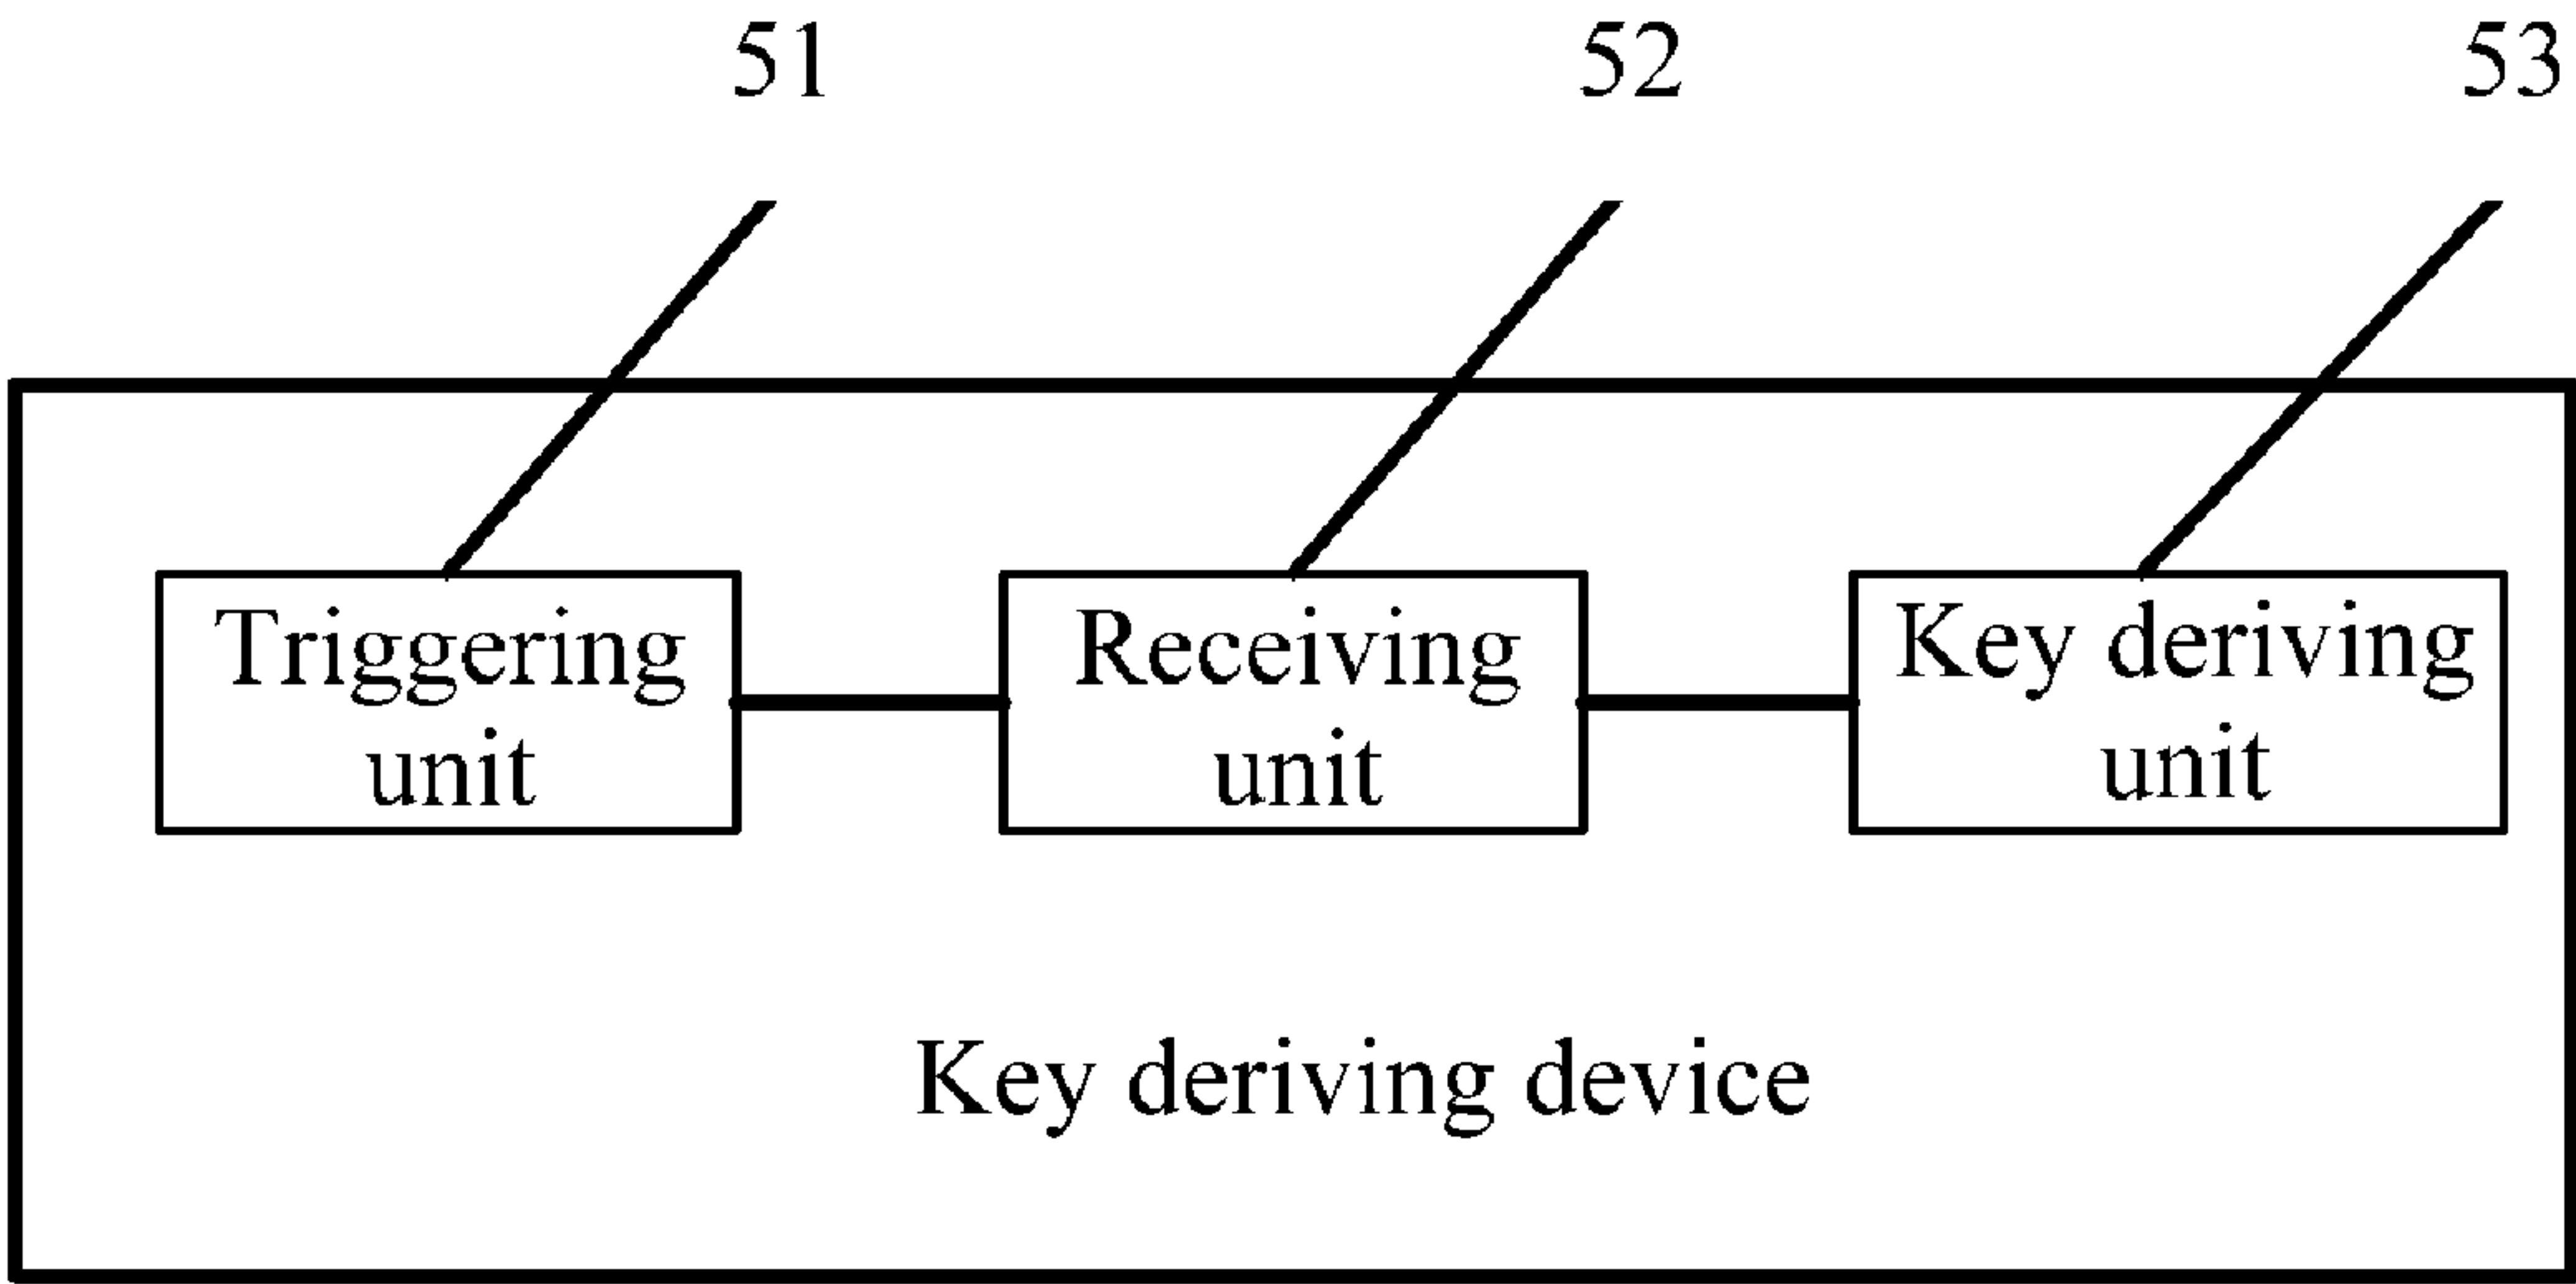 51
52
53
Triggering
unit
Receiving
unit
Key deriving
unit
Key deriving device